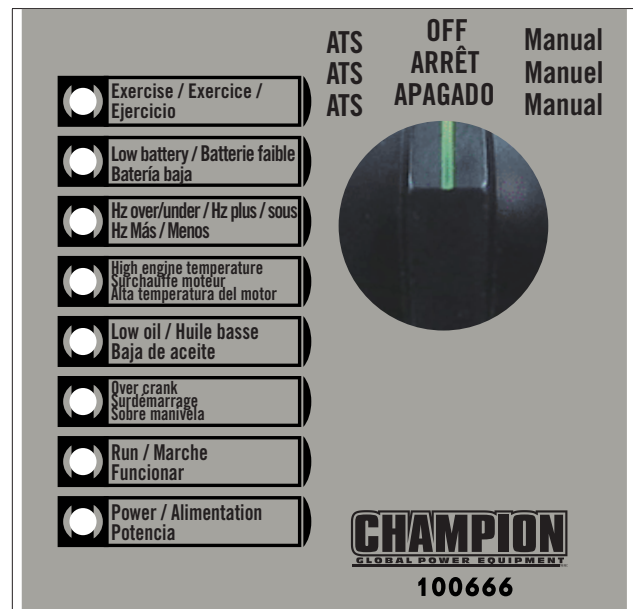 ATS OFF Manual
ATS ARRÊT Manuel
ATS APAGADO Manual
Exercise / Exercice /
Ejercicio
Low battery / Batterie faible
Batería baja
Hz over/under / Hz plus / sous
Hz Más / Menos
High engine temperature
Surchauffe moteur
Alta temperatura del motor
Low oil / Huile basse
Baja de aceite
Over crank
Surdémarrage
Sobre manivela
Run / Marche
Funcionar
Power / Alimentation
Potencia
CHAMPION
GLOBAL POWER EQUIPMENT
100666